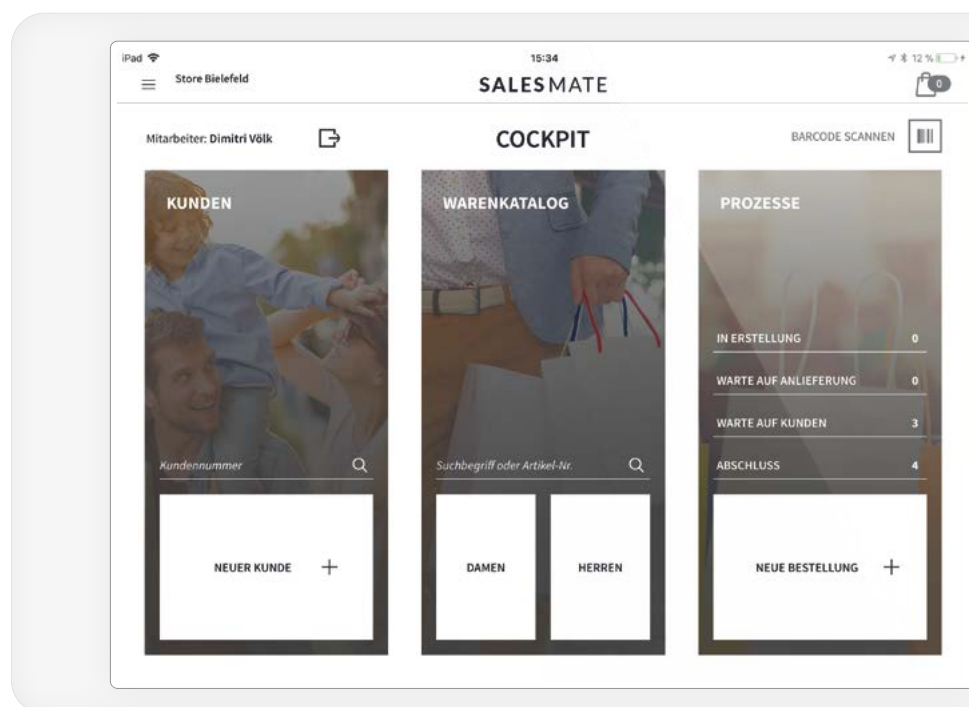 iPad 15:34 12 %
Store Bielefeld
SALESMATE
0
Mitarbeiter: Dimitri Völk
COCKPIT
BARCODE SCANNEN
KUNDEN
Kundennummer
NEUER KUNDE +
WARENKATALOG
Suchbegriff oder Artikel-Nr.
DAMEN
HERREN
PROZESSE
IN ERSTELLUNG 0
WARTE AUF ANLIEFERUNG 0
WARTE AUF KUNDEN 3
ABSCHLUSS 4
NEUE BESTELLUNG +